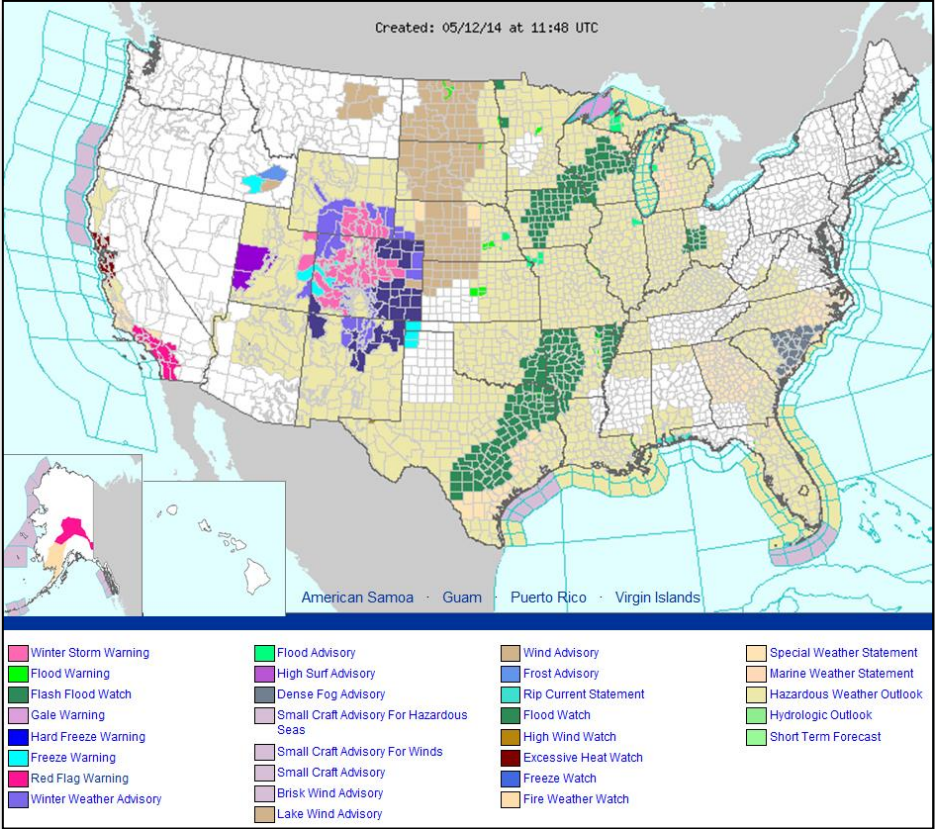 Created: 05/12/14 at 11:48 UTC
American Samoa · Guam · Puerto Rico · Virgin Islands
Winter Storm Warning
Flood Warning
Flash Flood Watch
Gale Warning
Hard Freeze Warning
Freeze Warning
Red Flag Warning
Winter Weather Advisory
Flood Advisory
High Surf Advisory
Dense Fog Advisory
Small Craft Advisory For Hazardous
Seas
Small Craft Advisory For Winds
Small Craft Advisory
Brisk Wind Advisory
Lake Wind Advisory
Wind Advisory
Frost Advisory
Rip Current Statement
Flood Watch
High Wind Watch
Excessive Heat Watch
Freeze Watch
Fire Weather Watch
Special Weather Statement
Marine Weather Statement
Hazardous Weather Outlook
Hydrologic Outlook
Short Term Forecast